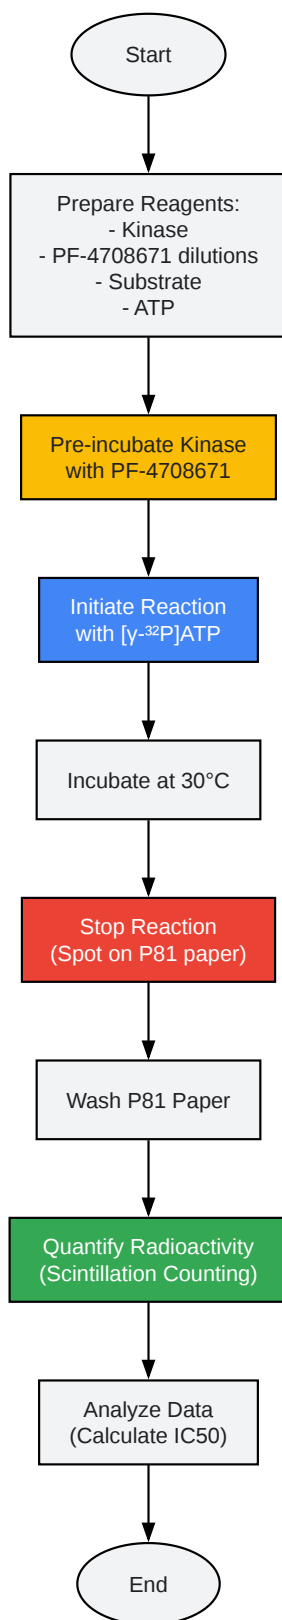 Start
Prepare Reagents:
- Kinase
- PF-4708671 dilutions
- Substrate
- ATP
Pre-incubate Kinase
with PF-4708671
Initiate Reaction
with [γ-³²P]ATP
Incubate at 30°C
Stop Reaction
(Spot on P81 paper)
Wash P81 Paper
Quantify Radioactivity
(Scintillation Counting)
Analyze Data
(Calculate IC50)
End